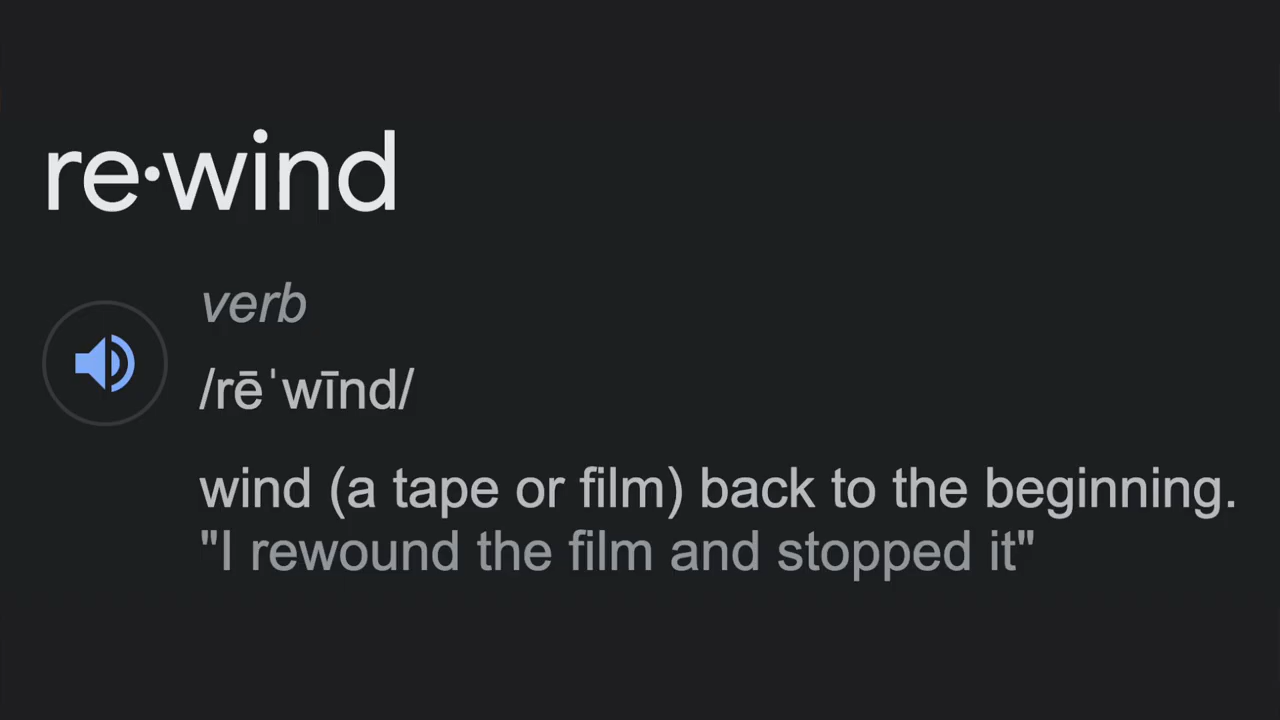 re·wind
verb
/rēˈwīnd/
wind (a tape or film) back to the beginning.
"I rewound the film and stopped it"